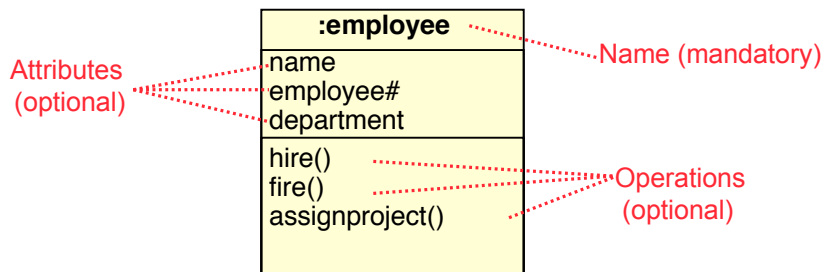 :employee
Name (mandatory)
Attributes
(optional)
name
employee#
department
hire()
fire()
assignproject()
Operations
(optional)